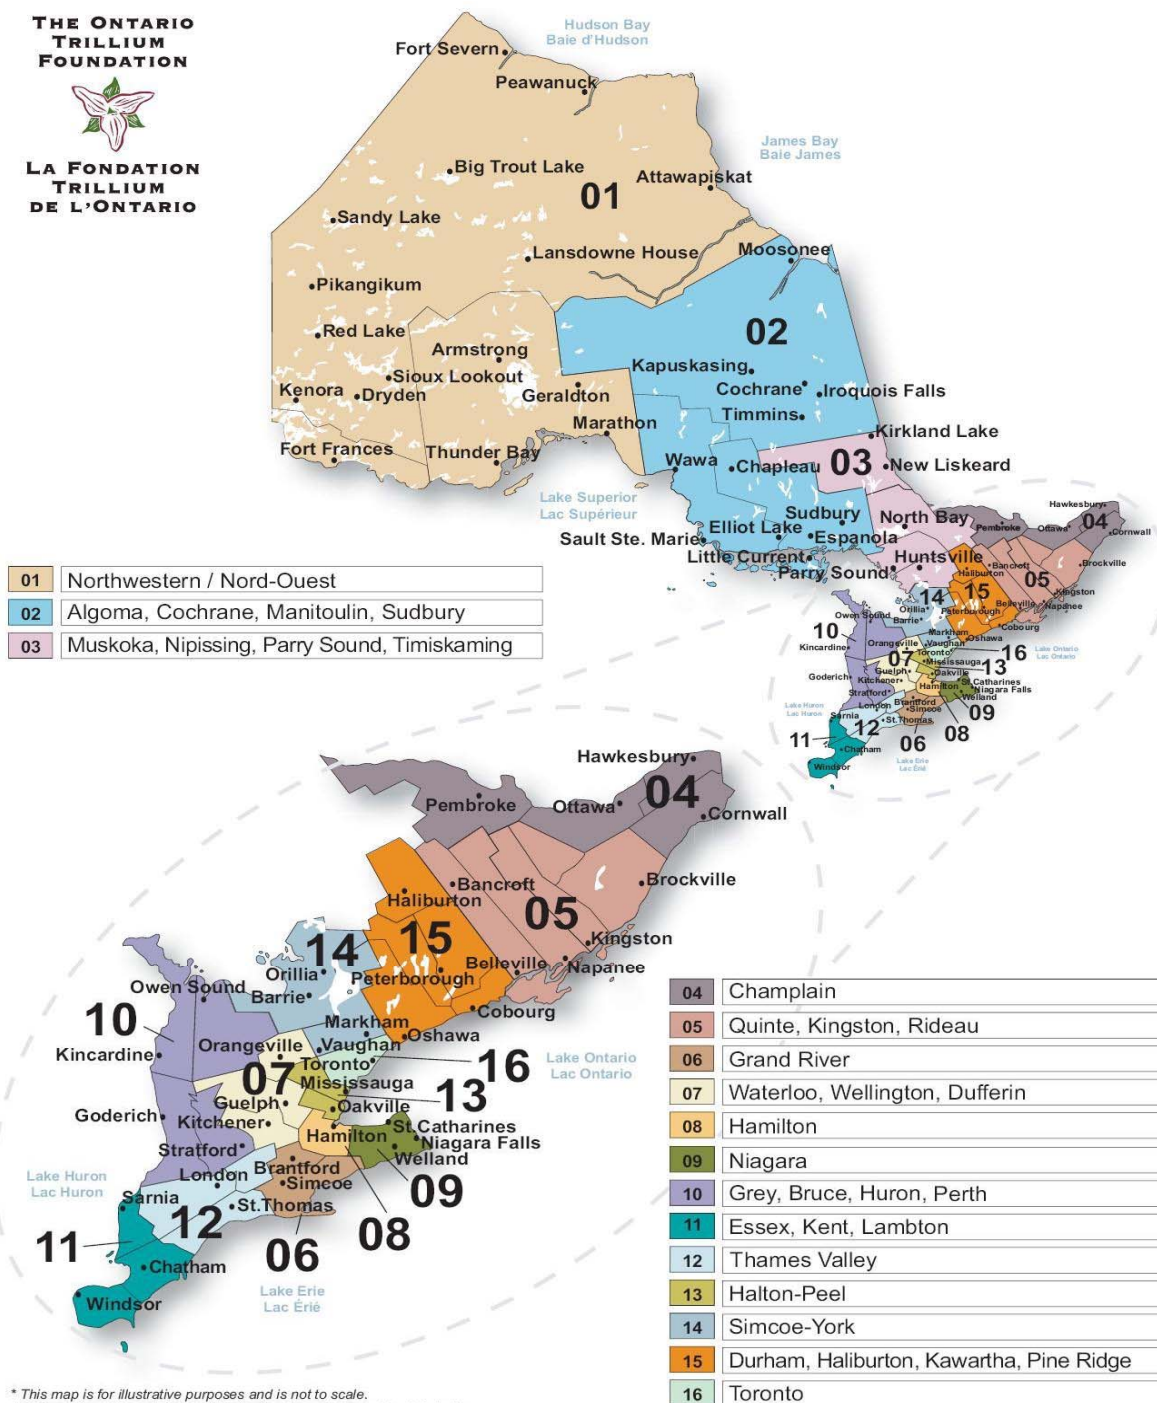 THE ONTARIO
TRILLIUM
FOUNDATION
LA FONDATION
TRILLIUM
DE L'ONTARIO
Hudson Bay
Baie d'Hudson
Fort Severn
Peawanuck
James Bay
Baie James
Big Trout Lake
Attawapiskat
01
Sandy Lake
Lansdowne House
Moosonee
Pikangikum
Red Lake
02
Armstrong
Kapuskasing
Sioux Lookout
Cochrane
Iroquois Falls
Kenora
Dryden
Geraldton
Timmins
Marathon
Kirkland Lake
Fort Frances
Thunder Bay
Wawa
Chapleau
03
New Liskeard
Lake Superior
Lac Supérieur
Sudbury
North Bay
Elliot Lake
Espanola
Sault Ste. Marie
Little Current
Huntsville
Parry Sound
Hawkesbury
Pembroke
Ottawa
04
Cornwall
Bancroft
Brockville
Haliburton
05
15
Kingston
14
Orillia
Peterborough
Belleville
Napanee
Owen Sound
Barrie
Cobourg
10
Markham
Oshawa
Kincardine
Orangeville
Vaughan
Toronto
16
Lake Ontario
Lac Ontario
07
Mississauga
13
Guelph
Oakville
Goderich
Kitchener
St.Catharines
Hamilton
Niagara Falls
Stratford
Welland
Brantford
London
Simcoe
09
Lake Huron
Lac Huron
Sarnia
St.Thomas
12
08
11
06
Chatham
Lake Erie
Lac Érié
Windsor
01 Northwestern / Nord-Ouest
02 Algoma, Cochrane, Manitoulin, Sudbury
03 Muskoka, Nipissing, Parry Sound, Timiskaming
Hawkesbury
Pembroke
Ottawa
04
Cornwall
Bancroft
Brockville
Haliburton
05
15
14
Kingston
Orillia
Belleville
Napanee
Peterborough
Owen Sound
Barrie
Cobourg
10
Markham
Oshawa
Kincardine
Orangeville
Vaughan
Toronto
16
Lake Ontario
Lac Ontario
07
Mississauga
13
Guelph
Oakville
Goderich
Kitchener
St.Catharines
Hamilton
Niagara Falls
Stratford
Welland
Brantford
London
Simcoe
09
Lake Huron
Lac Huron
Sarnia
St.Thomas
12
08
11
06
Chatham
Lake Erie
Lac Érié
Windsor
04 Champlain
05 Quinte, Kingston, Rideau
06 Grand River
07 Waterloo, Wellington, Dufferin
08 Hamilton
09 Niagara
10 Grey, Bruce, Huron, Perth
11 Essex, Kent, Lambton
12 Thames Valley
13 Halton-Peel
14 Simcoe-York
15 Durham, Haliburton, Kawartha, Pine Ridge
16 Toronto
* This map is for illustrative purposes and is not to scale.